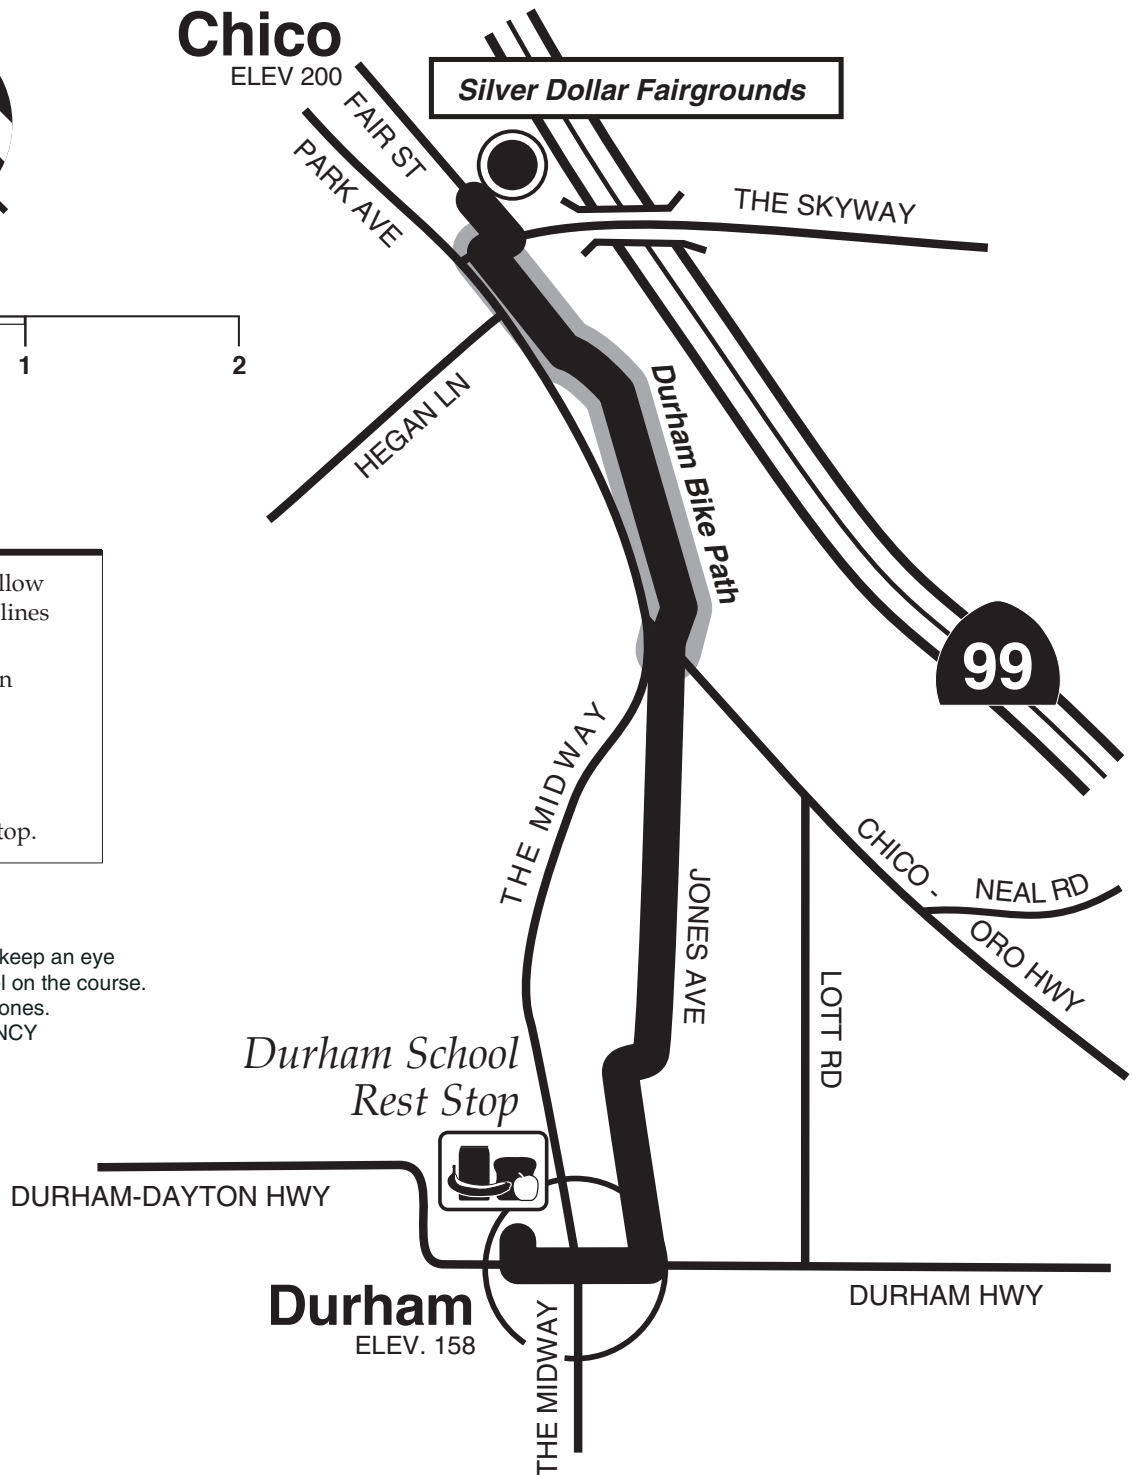 Chico
ELEV 200
Silver Dollar Fairgrounds
FAIR ST
PARK AVE
THE SKYWAY
1
2
HEGAN LN
Durham Bike Path
llow
lines
n
99
THE MIDWAY
top.
CHICO -
ORO HWY
NEAL RD
JONES AVE
keep an eye
l on the course.
ones.
NCY
LOTT RD
Durham School
Rest Stop
DURHAM-DAYTON HWY
Durham
ELEV. 158
DURHAM HWY
THE MIDWAY